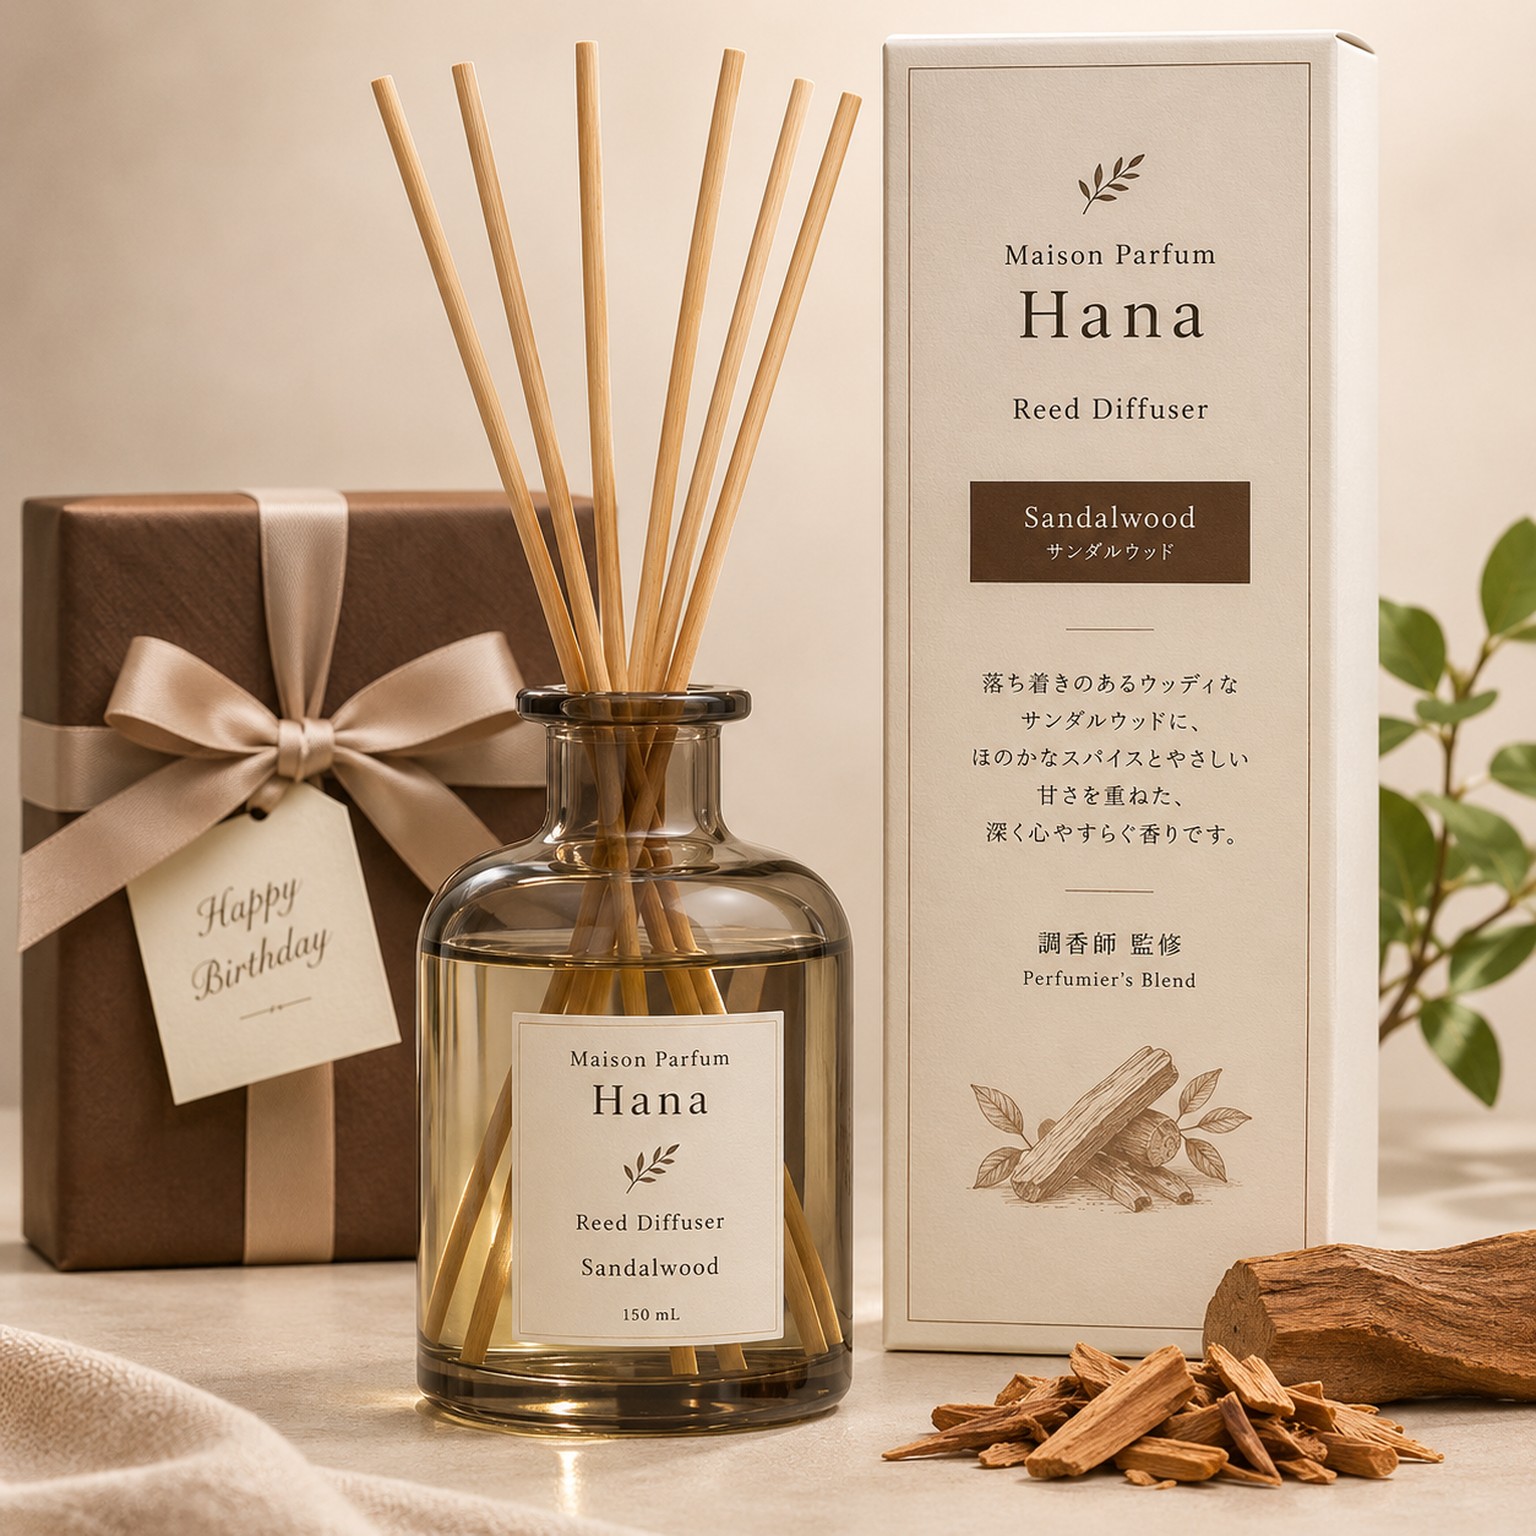 Happy
Birthday
Maison Parfum
Hana
Reed Diffuser
Sandalwood
150 mL
Maison Parfum
Hana
Reed Diffuser
Sandalwood
サンダルウッド
落ち着きのあるウッディな
サンダルウッドに、
ほのかなスパイスとやさしい
甘さを重ねた、
深く心やすらぐ香りです。
調香師 監修
Perfumier's Blend